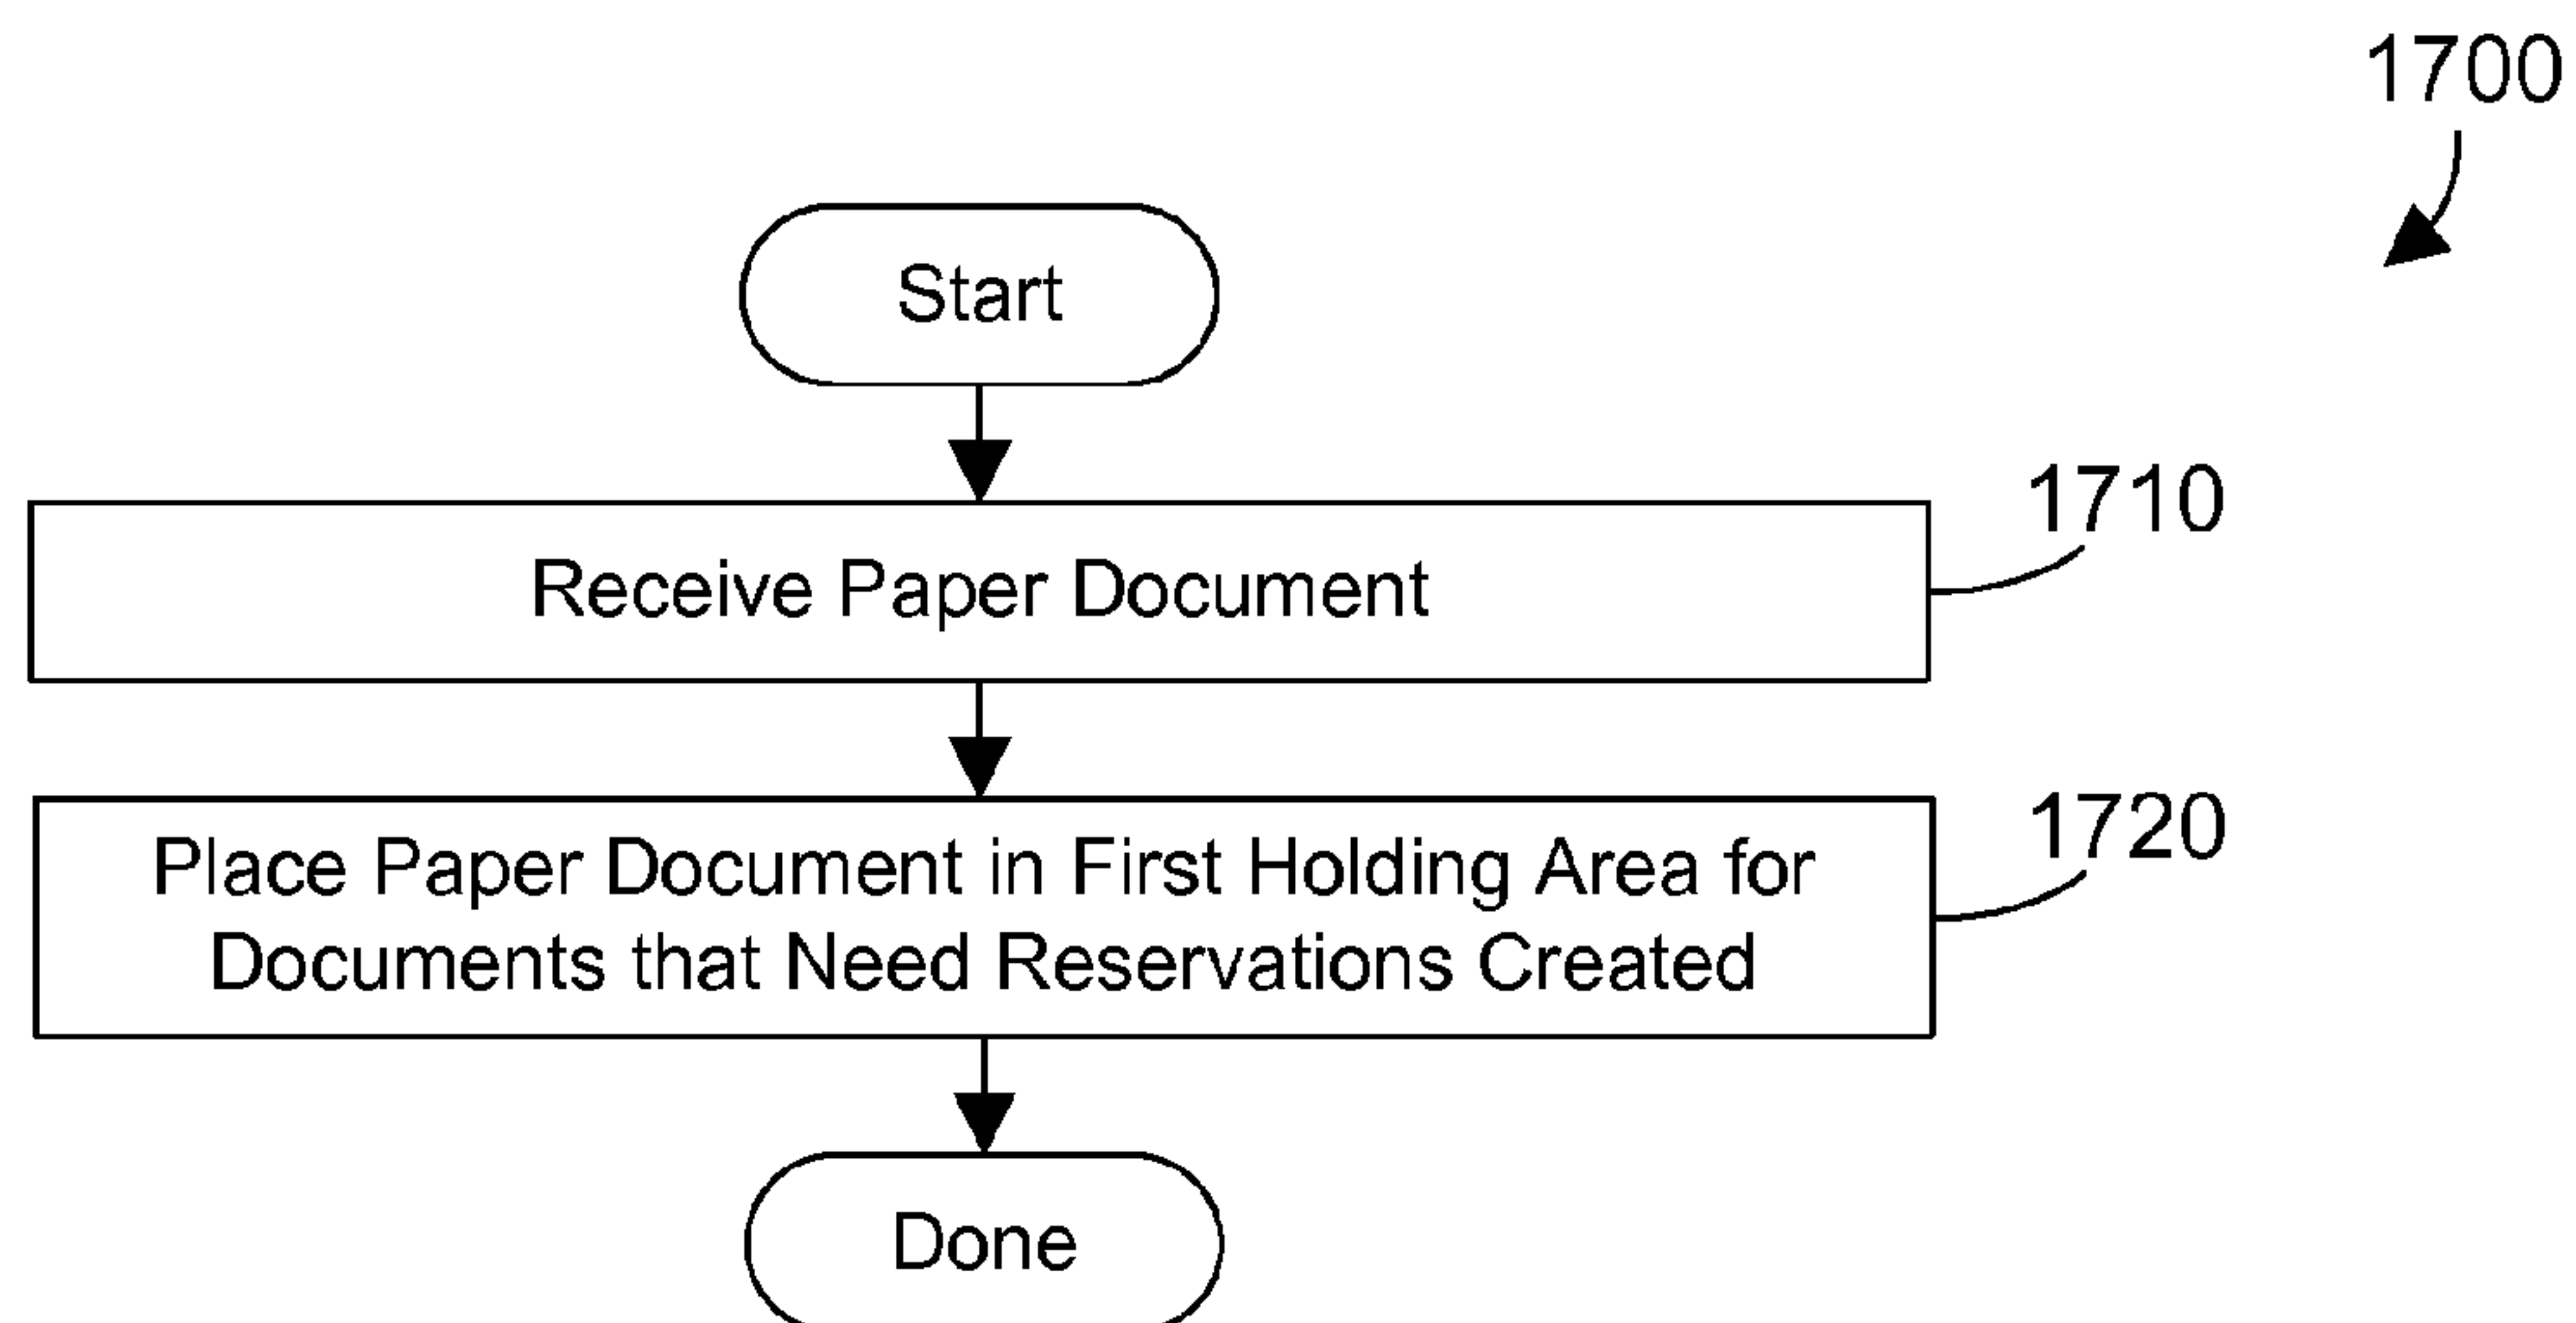 1700
Start
1710
Receive Paper Document
1720
Place Paper Document in First Holding Area for
Documents that Need Reservations Created
Done